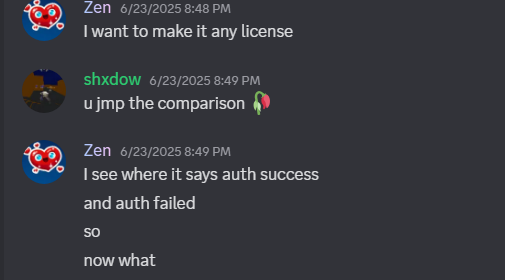 Zen 6/23/2025 8:48 PM
I want to make it any license
shxdow 6/23/2025 8:49 PM
u jmp the comparison 🥀
Zen 6/23/2025 8:49 PM
I see where it says auth success
and auth failed
so
now what